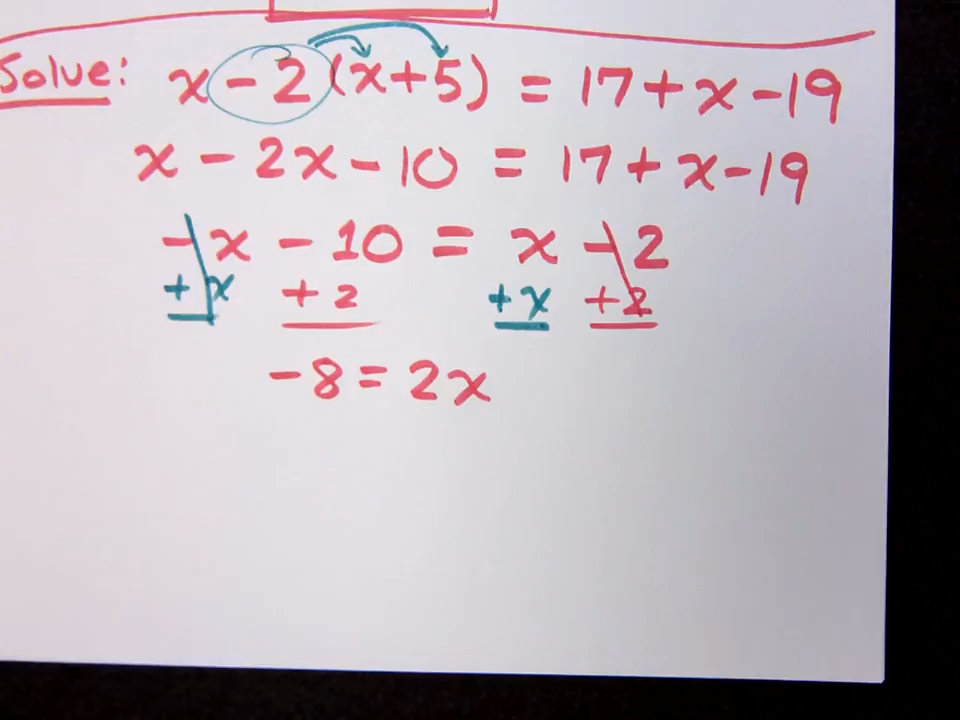 Solve: x - 2(x+5) = 17 + x - 19
x - 2x - 10 = 17 + x - 19
- x - 10 = x - 2
+ x + 2 + x + 2
- 8 = 2x